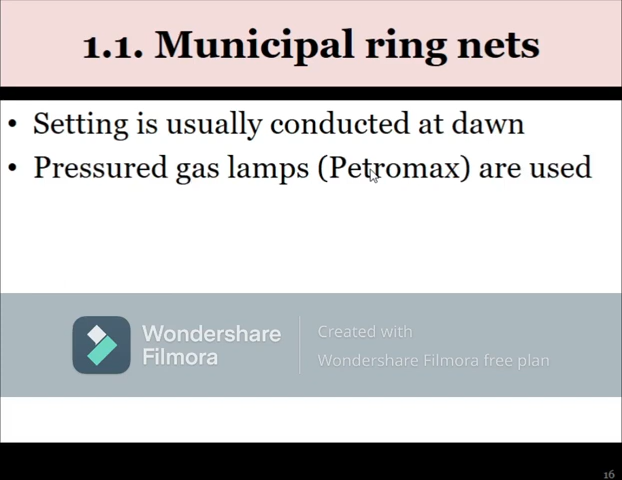 1.1. Municipal ring nets
• Setting is usually conducted at dawn
• Pressured gas lamps (Petromax) are used
Wondershare
Filmora
Created with
Wondershare Filmora free plan
16